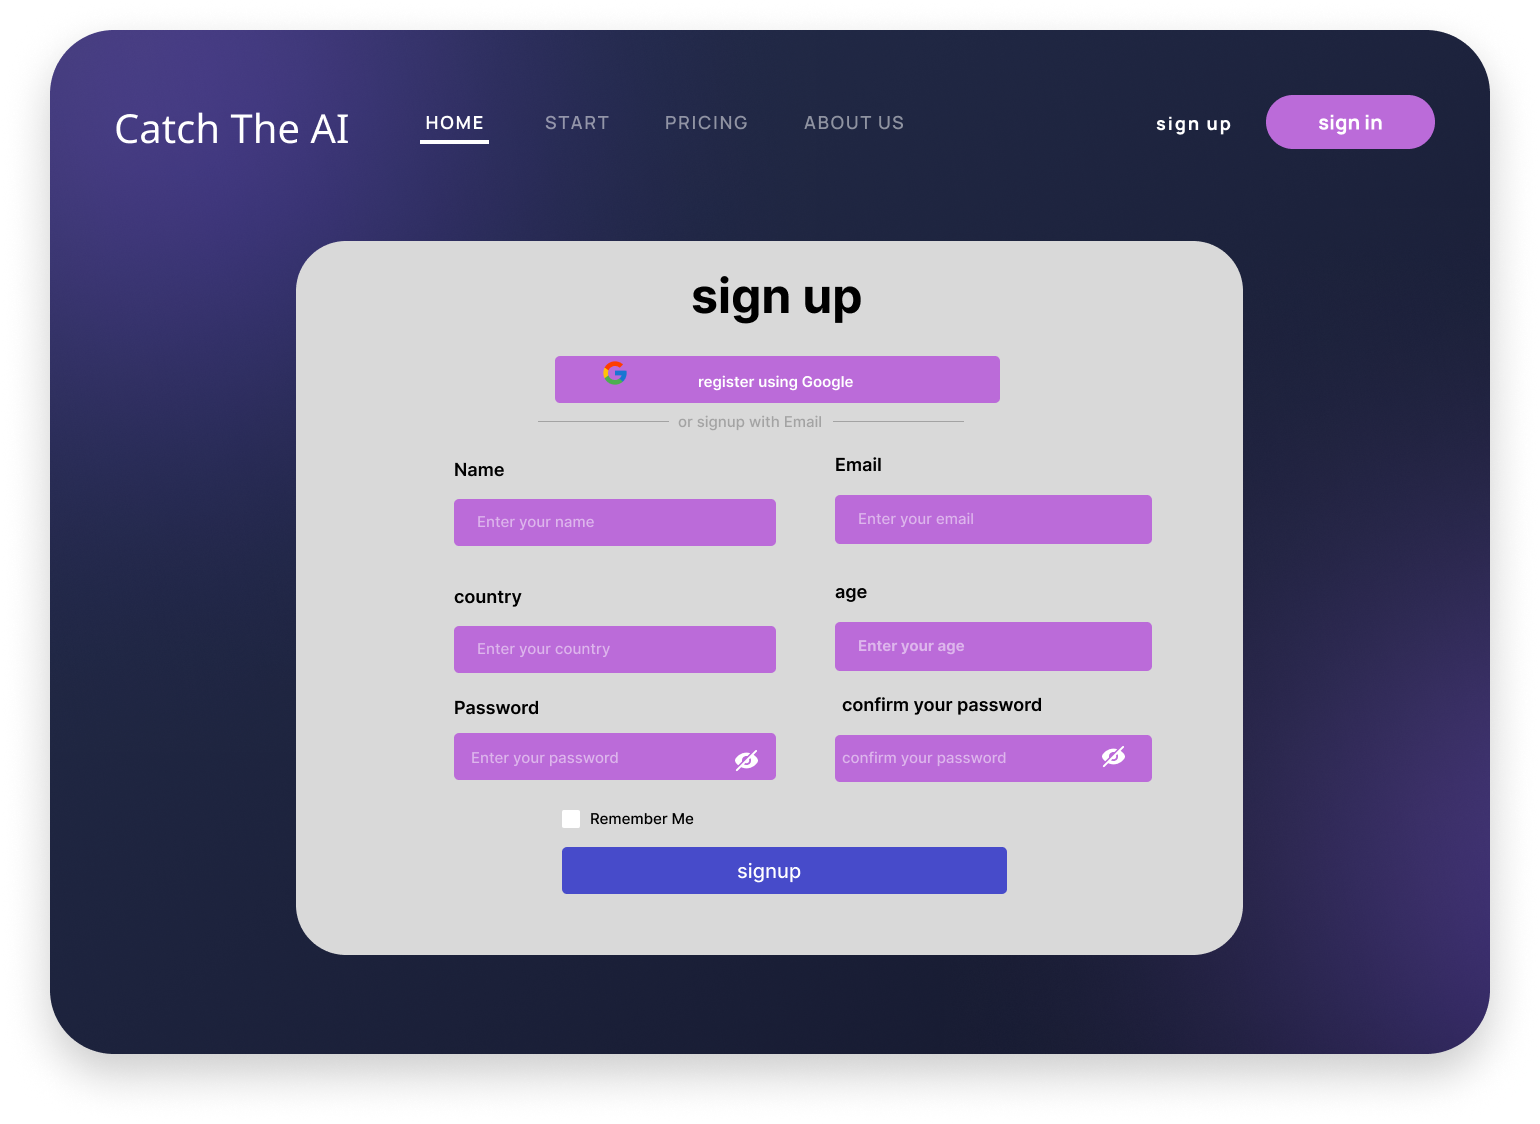 Catch The AI
HOME
START
PRICING
ABOUT US
sign up
sign in
sign up
register using Google
or signup with Email
Name
Email
Enter your name
Enter your email
country
age
Enter your country
Enter your age
Password
confirm your password
Enter your password
confirm your password
Remember Me
signup